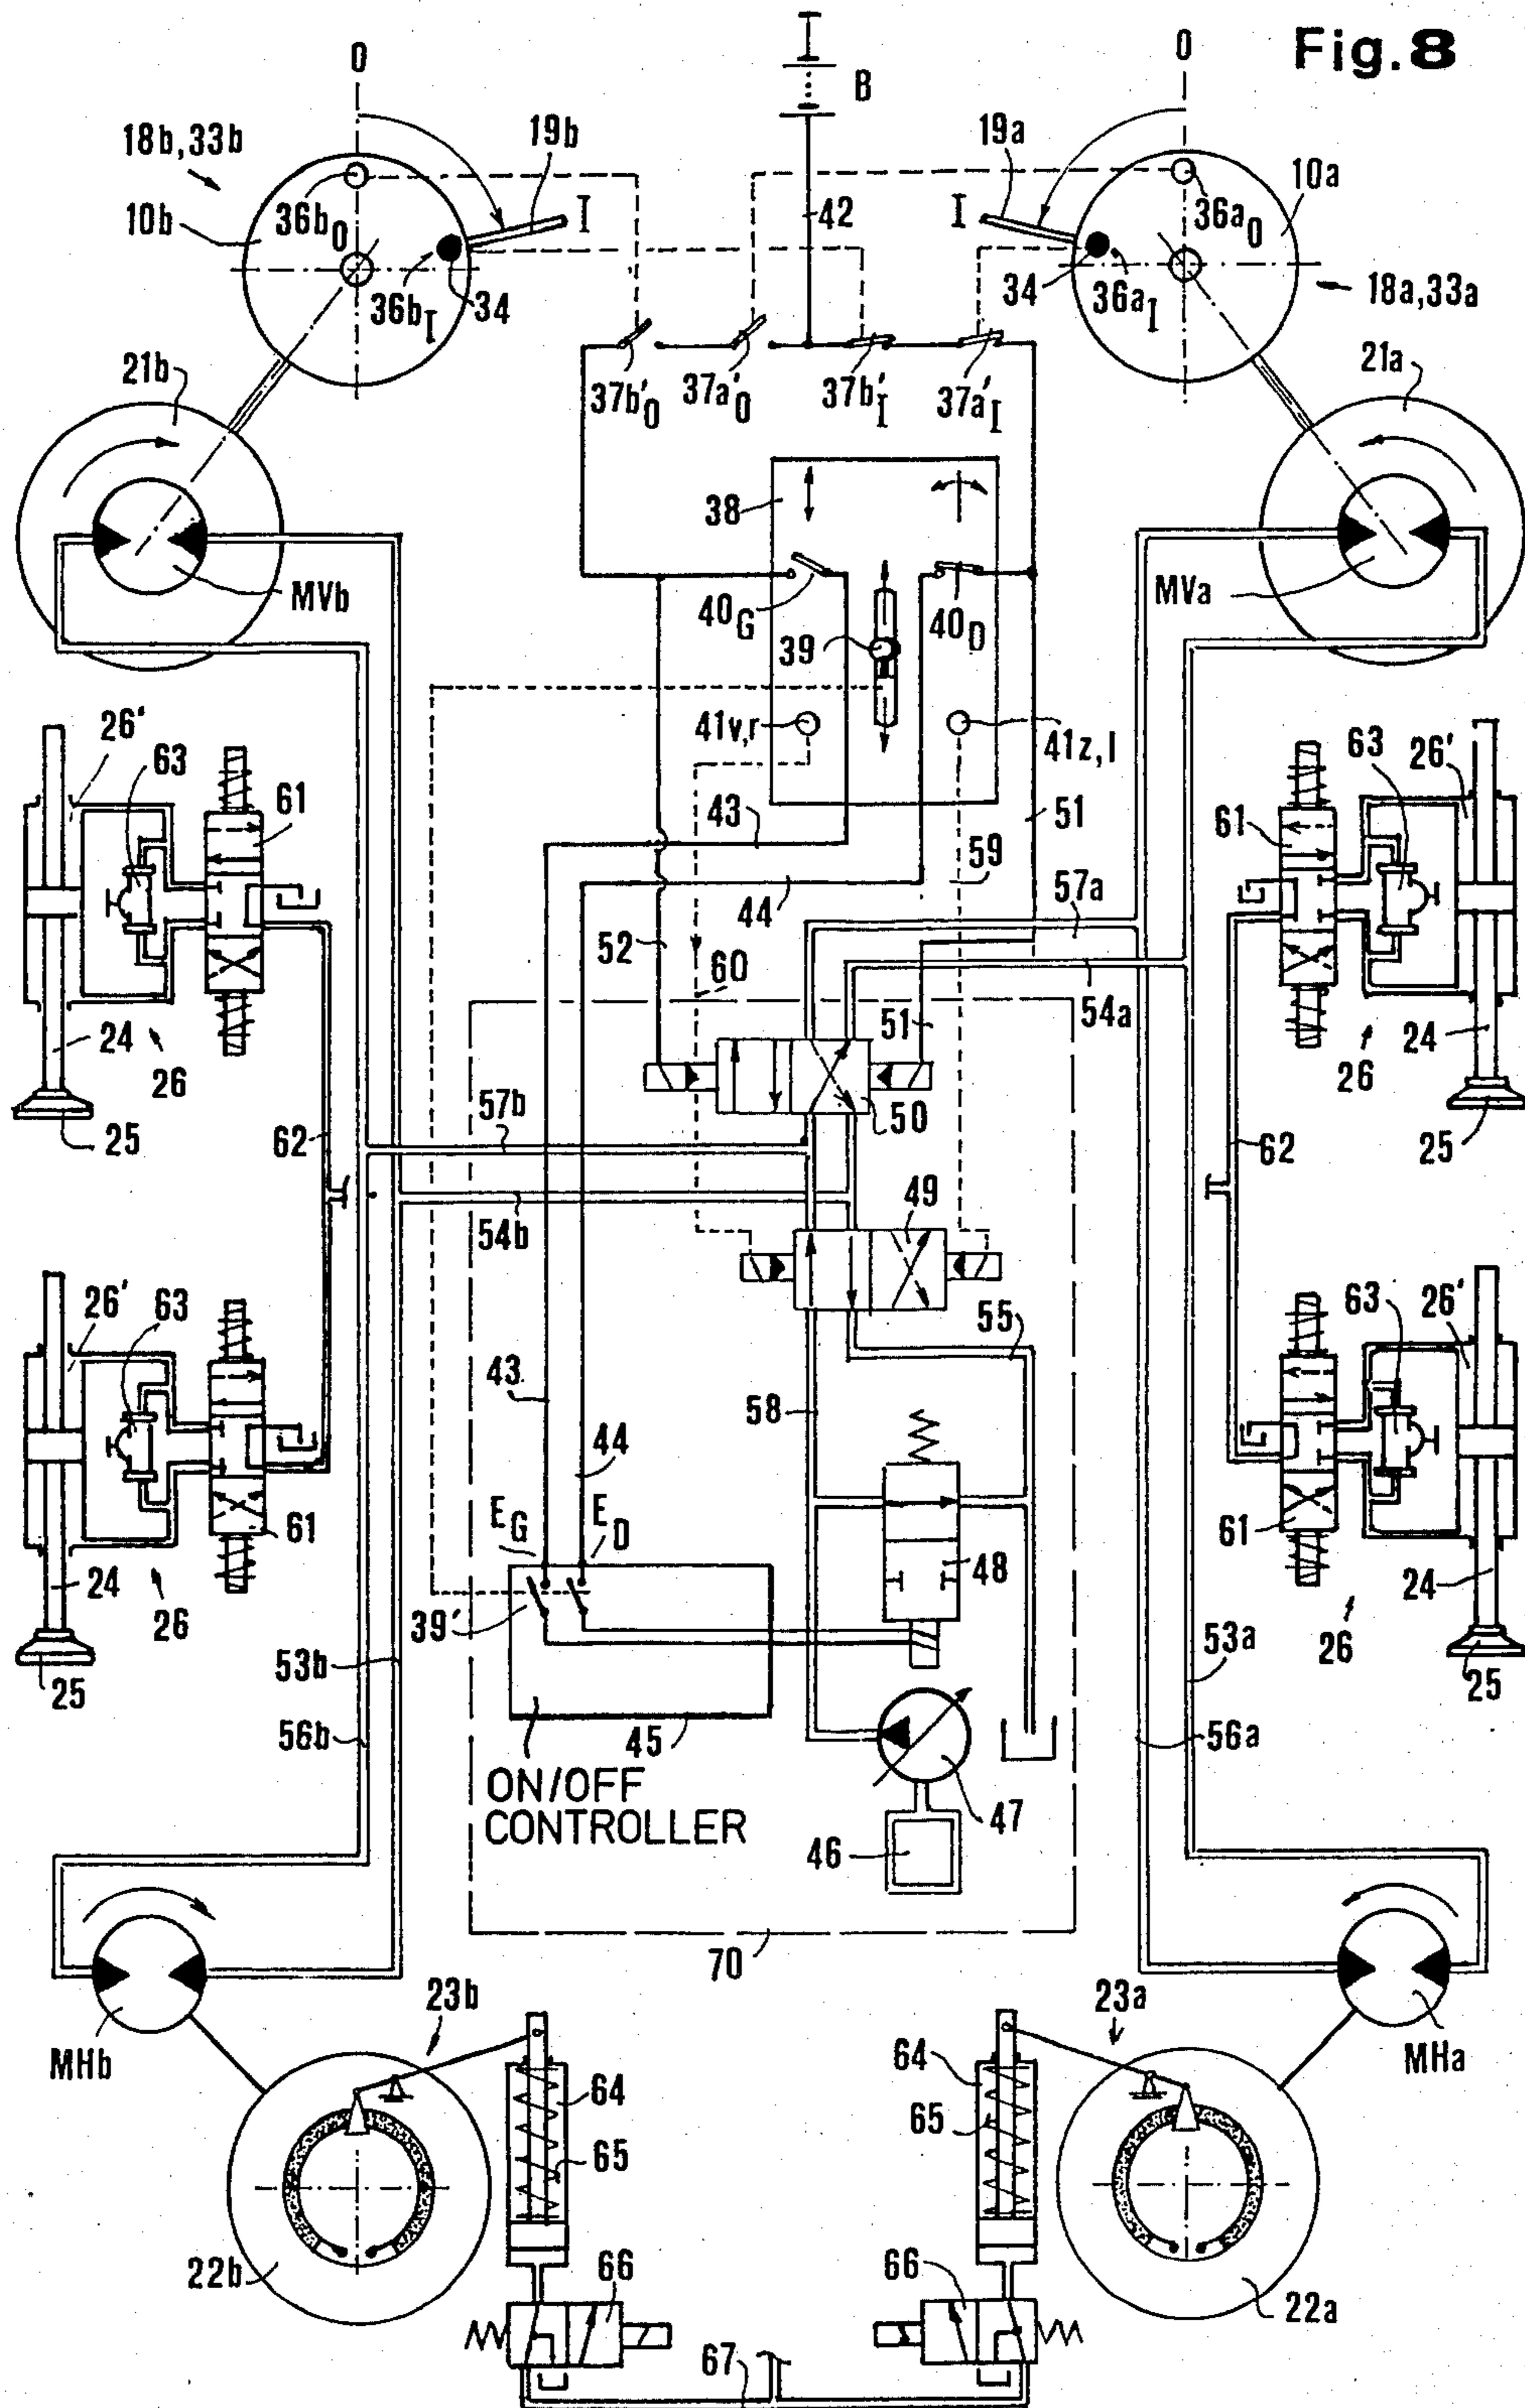 Fig. 8
0
0
B
18b,33b
19b
19a
10a
10b
36b0
I
42
I
36a0
36bI
34
34
36aI
18a,33a
21b
37b'0
37a'0
37b'I
37a'I
21a
38
MVb
40G
39
40D
MVa
26'
63
41v,r
41z,l
63
26'
61
43
51
61
59
44
57a
52
60
54a
24
26
51
26
24
25
57b
50
25
62
62
49
54b
26'
63
55
63
26'
43
58
44
61
EG
ED
61
24
26
48
24
39'
26
25
53b
53a
25
56b
45
56a
ON/OFF
CONTROLLER
47
46
70
23b
23a
MHb
MHa
64
64
65
65
22b
66
66
22a
67